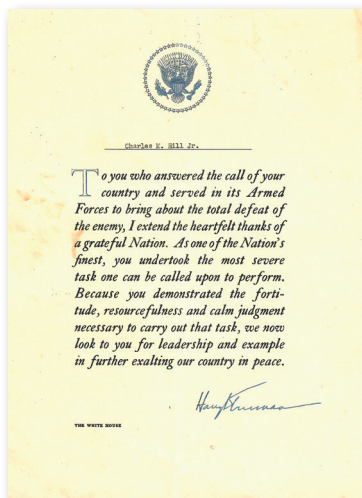 Charles M. Hill Jr.
To you who answered the call of your
country and served in its Armed
Forces to bring about the total defeat of
the enemy, I extend the heartfelt thanks of
a grateful Nation. As one of the Nation's
finest, you undertook the most severe
task one can be called upon to perform.
Because you demonstrated the forti-
tude, resourcefulness and calm judgment
necessary to carry out that task, we now
look to you for leadership and example
in further exalting our country in peace.
Harry Truman
THE WHITE HOUSE